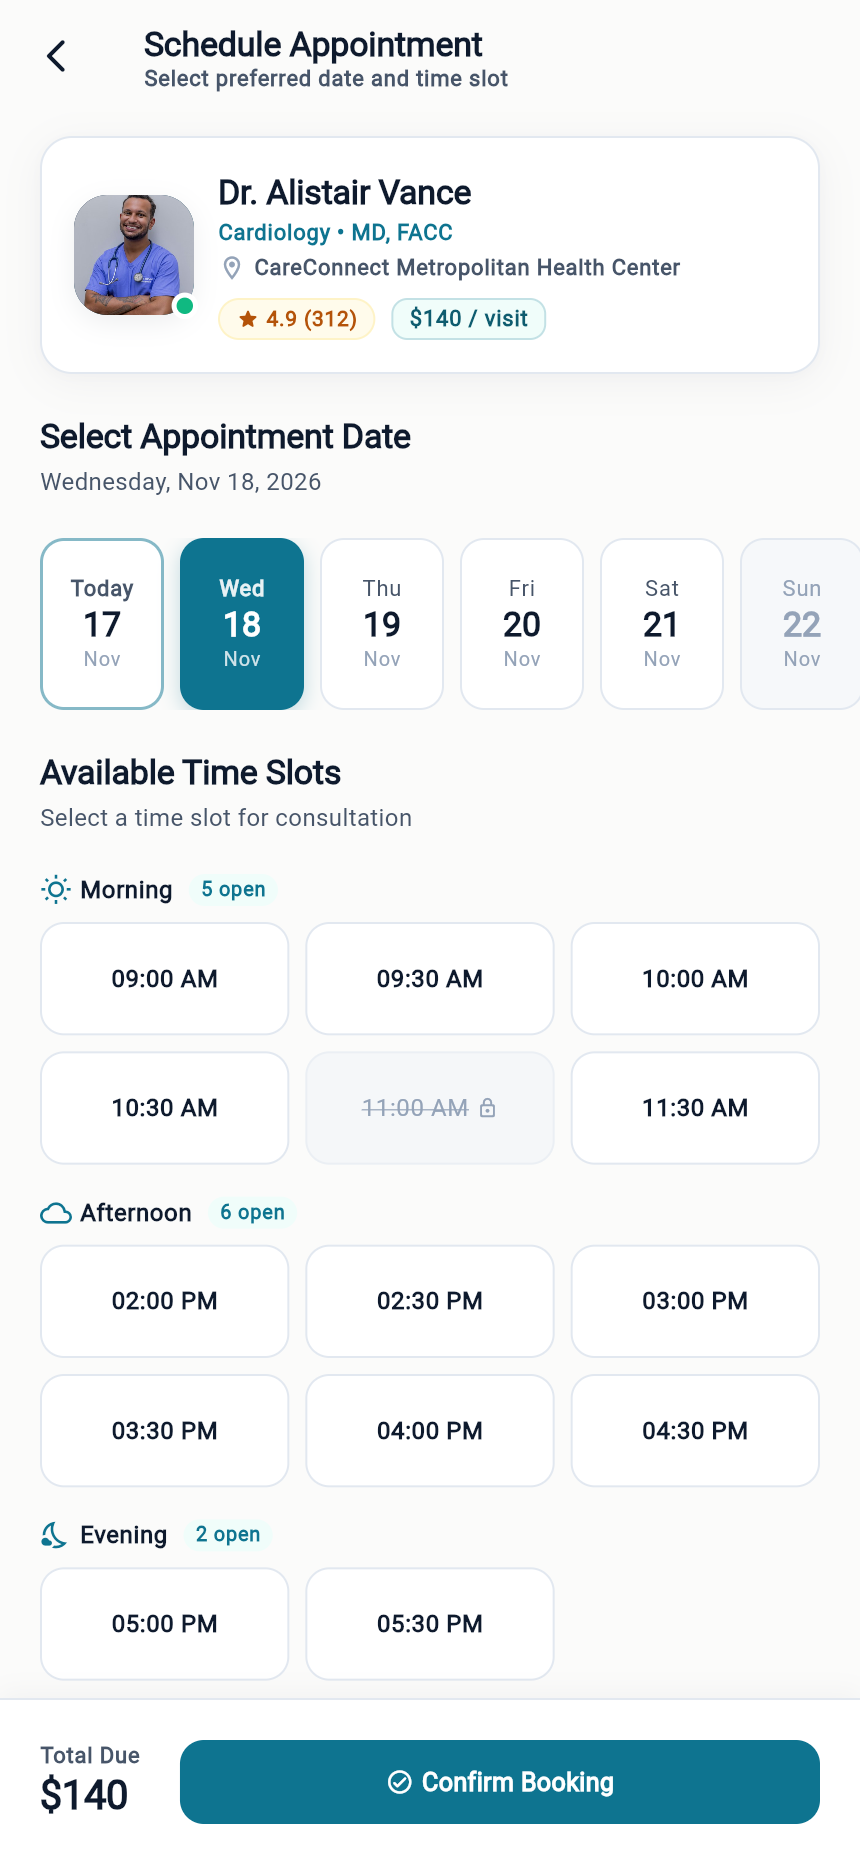 Schedule Appointment
Select preferred date and time slot
Dr. Alistair Vance
Cardiology • MD, FACC
CareConnect Metropolitan Health Center
4.9 (312)
$140 / visit
Select Appointment Date
Wednesday, Nov 18, 2026
Today
17
Nov
Wed
18
Nov
Thu
19
Nov
Fri
20
Nov
Sat
21
Nov
Sun
22
Nov
Available Time Slots
Select a time slot for consultation
Morning 5 open
09:00 AM
09:30 AM
10:00 AM
10:30 AM
11:00 AM
11:30 AM
Afternoon 6 open
02:00 PM
02:30 PM
03:00 PM
03:30 PM
04:00 PM
04:30 PM
Evening 2 open
05:00 PM
05:30 PM
Total Due
$140
Confirm Booking